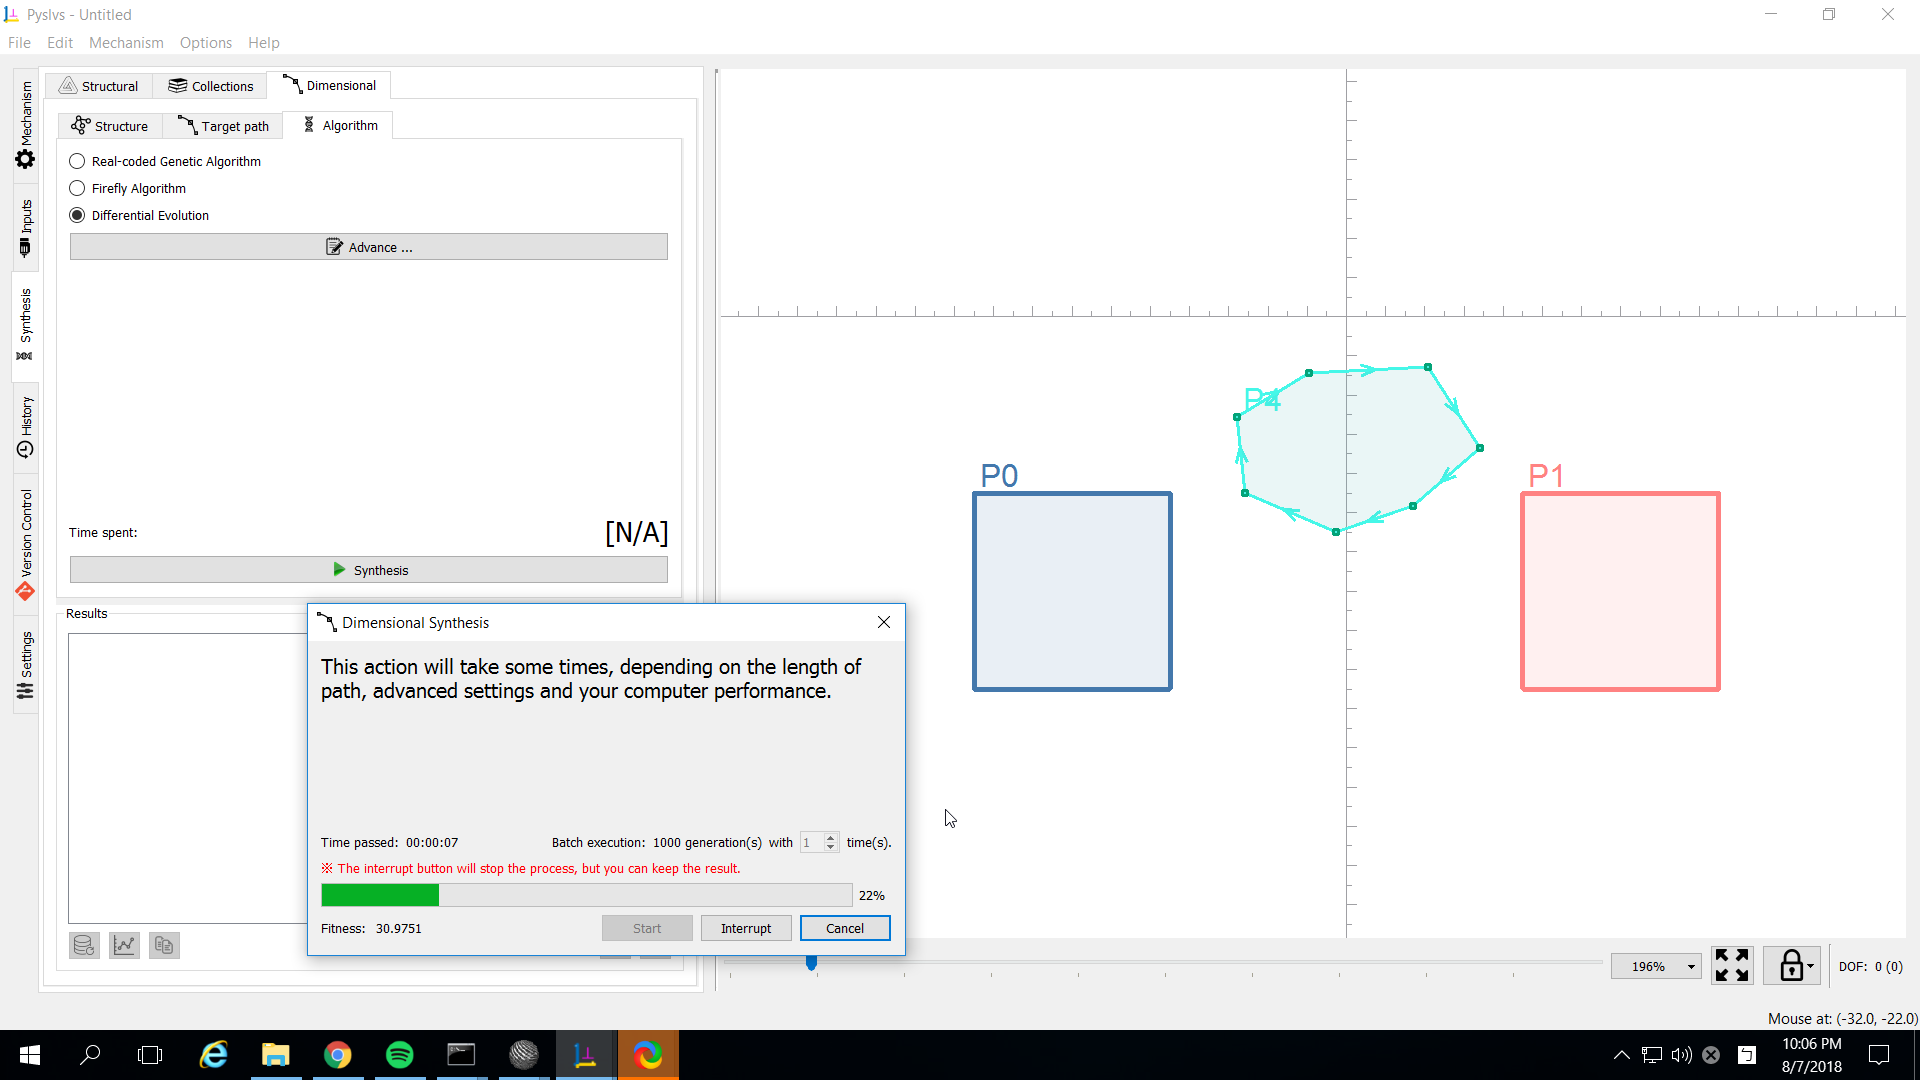 Pyslvs - Untitled
File Edit Mechanism Options Help
Mechanism
Inputs
Synthesis
History
Version Control
Settings
Structural Collections Dimensional
Structure Target path Algorithm
Real-coded Genetic Algorithm
Firefly Algorithm
Differential Evolution
Advance ...
Time spent: [N/A]
Synthesis
Results
Dimensional Synthesis
This action will take some times, depending on the length of
path, advanced settings and your computer performance.
Time passed: 00:00:07 Batch execution: 1000 generation(s) with 1 time(s).
※ The interrupt button will stop the process, but you can keep the result.
22%
Fitness: 30.9751 Start Interrupt Cancel
P4
P0
P1
196% DOF: 0 (0)
Mouse at: (-32.0, -22.0)
10:06 PM
8/7/2018